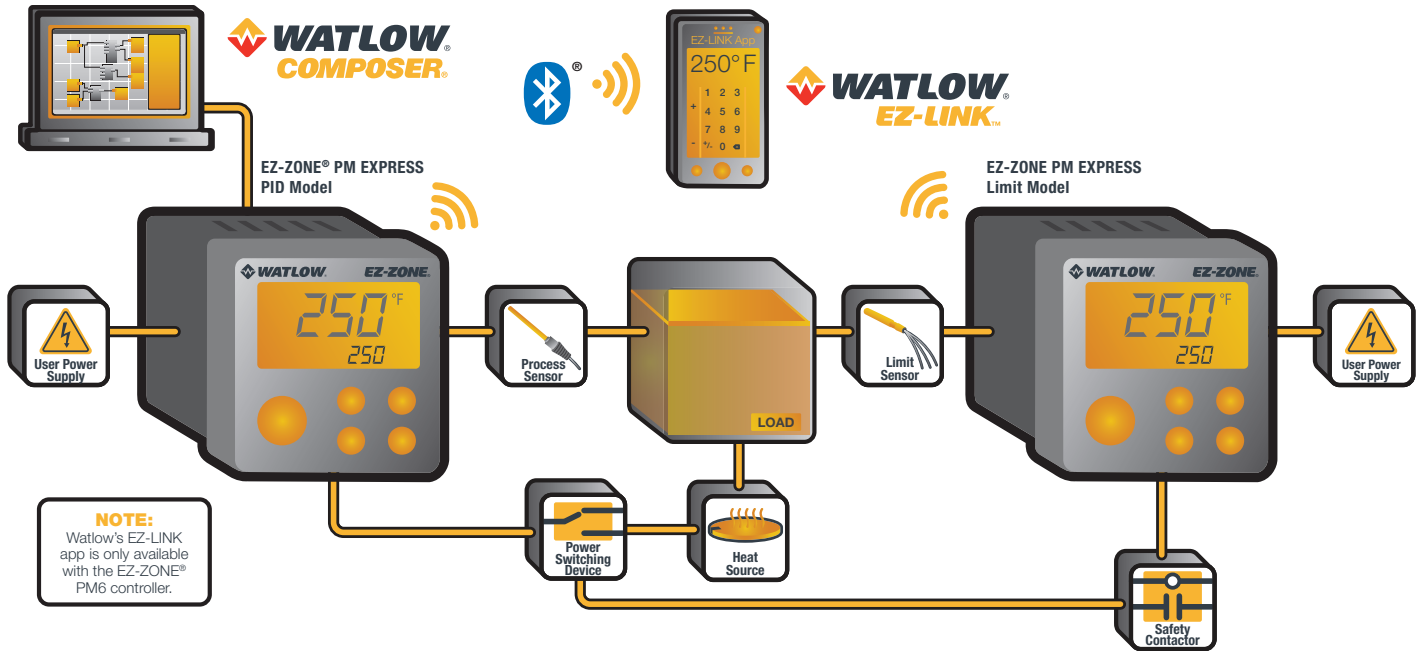 WATLOW®
COMPOSER®
®
EZ-LINK App
250°F
1 2 3
+ 4 5 6
7 8 9
- +/- 0
WATLOW®
EZ-LINK™
EZ-ZONE® PM EXPRESS
PID Model
EZ-ZONE PM EXPRESS
Limit Model
User Power
Supply
WATLOW® EZ-ZONE®
250 °F
250
Process
Sensor
LOAD
Limit
Sensor
WATLOW® EZ-ZONE®
250 °F
250
User Power
Supply
NOTE:
Watlow's EZ-LINK
app is only available
with the EZ-ZONE®
PM6 controller.
Power
Switching
Device
Heat
Source
Safety
Contactor